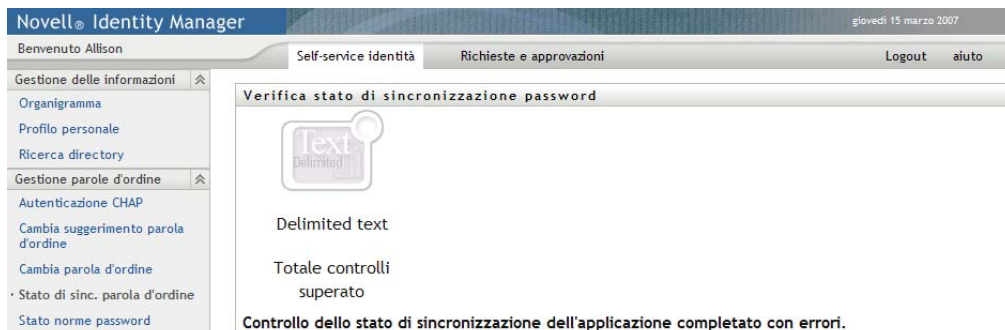 Novell® Identity Manager
giovedì 15 marzo 2007
Benvenuto Allison
Self-service identità
Richieste e approvazioni
Logout
aiuto
Gestione delle informazioni
Organigramma
Profilo personale
Ricerca directory
Gestione parole d'ordine
Autenticazione CHAP
Cambia suggerimento parola
d'ordine
Cambia parola d'ordine
Stato di sinc. parola d'ordine
Stato norme password
Verifica stato di sincronizzazione password
Text
Delimited
Delimited text
Totale controlli
superato
Controllo dello stato di sincronizzazione dell'applicazione completato con errori.